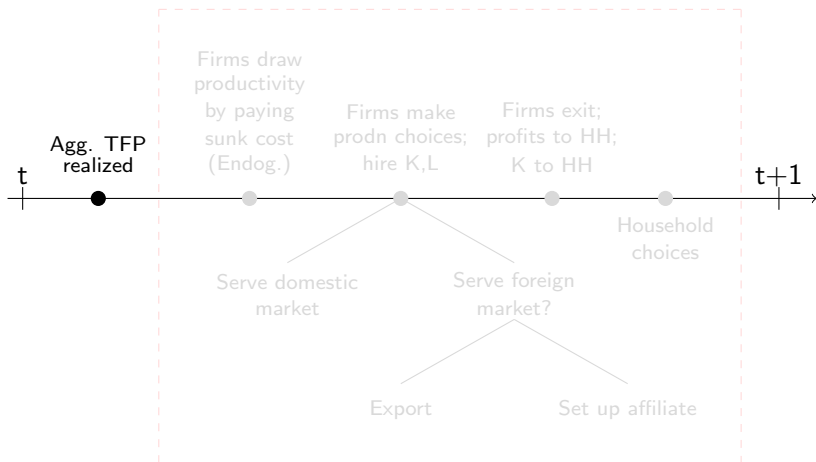 Firms draw
productivity
by paying
sunk cost
(Endog.)
Firms make
prodn choices;
hire K,L
Firms exit;
profits to HH;
K to HH
Agg. TFP
realized
t
t+1
Household
choices
Serve domestic
market
Serve foreign
market?
Export
Set up affiliate